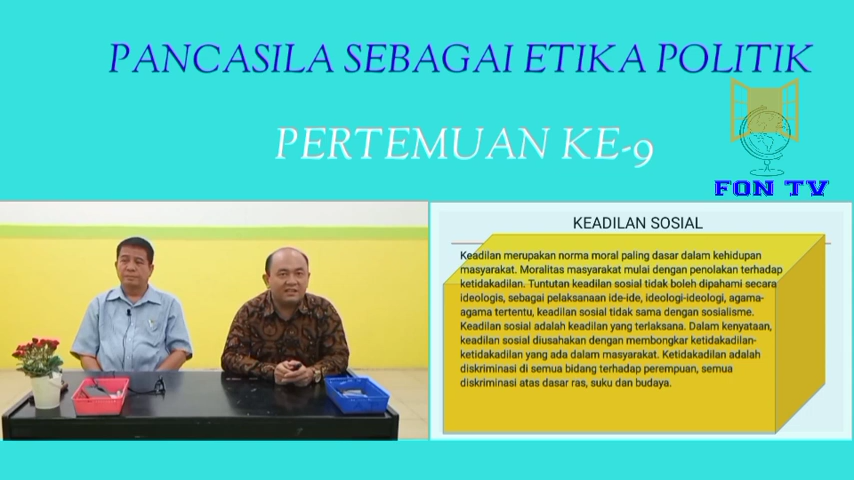 PANCASILA SEBAGAI ETIKA POLITIK
PERTEMUAN KE-9
FON TV
KEADILAN SOSIAL
Keadilan merupakan norma moral paling dasar dalam kehidupan
masyarakat. Moralitas masyarakat mulai dengan penolakan terhadap
ketidakadilan. Tuntutan keadilan sosial tidak boleh dipahami secara
ideologis, sebagai pelaksanaan ide-ide, ideologi-ideologi, agama-
agama tertentu, keadilan sosial tidak sama dengan sosialisme.
Keadilan sosial adalah keadilan yang terlaksana. Dalam kenyataan,
keadilan sosial diusahakan dengan membongkar ketidakadilan-
ketidakadilan yang ada dalam masyarakat. Ketidakadilan adalah
diskriminasi di semua bidang terhadap perempuan, semua
diskriminasi atas dasar ras, suku dan budaya.